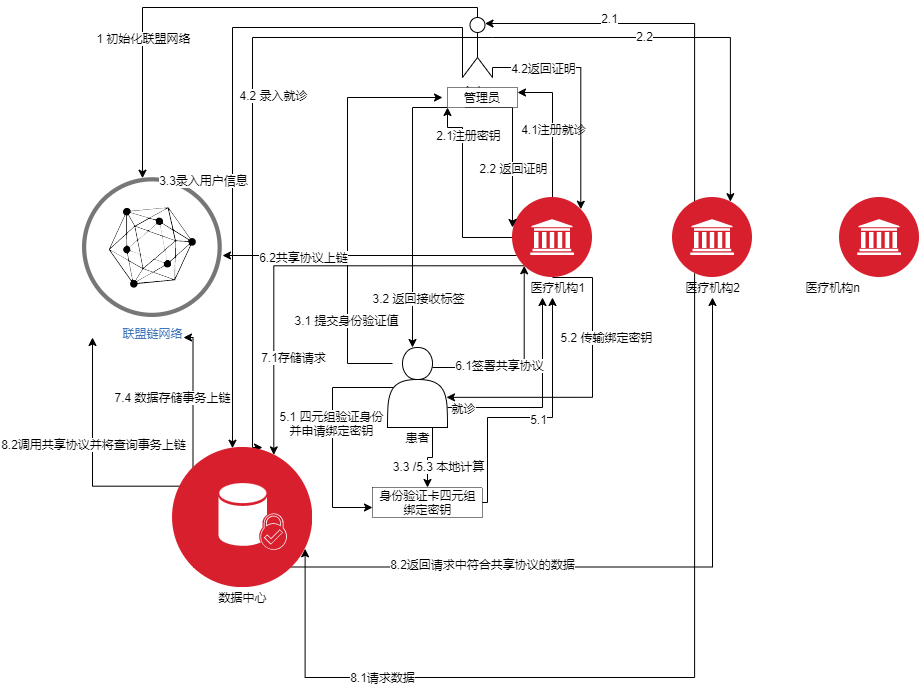 2.1
1 初始化联盟网络
2.2
4.2返回证明
4.2 录入就诊
管理员
4.1注册就诊
2.1注册密钥
2.2 返回证明
3.3录入用户信息
6.2共享协议上链
医疗机构1
医疗机构2
医疗机构n
3.2 返回接收标签
3.1 提交身份验证值
联盟链网络
5.2 传输绑定密钥
7.1存储请求
6.1签署共享协议
7.4 数据存储事务上链
就诊
5.1 四元组验证身份
并申请绑定密钥
5.1
患者
8.2调用共享协议并将查询事务上链
3.3 /5.3 本地计算
身份验证卡四元组
绑定密钥
8.2返回请求中符合共享协议的数据
数据中心
8.1请求数据